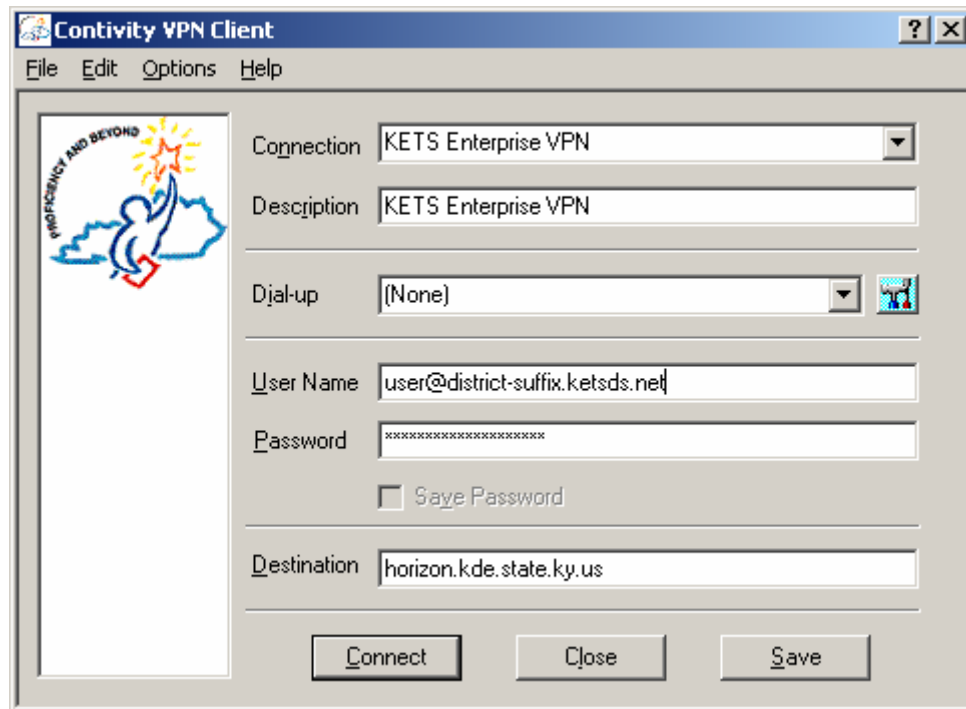 Contivity VPN Client
File Edit Options Help
PROFICIENCY AND BEYOND
Connection KETS Enterprise VPN
Description KETS Enterprise VPN
Dial-up (None)
User Name user@district-suffix.ketsds.net
Password ********************
Save Password
Destination horizon.kde.state.ky.us
Connect Close Save